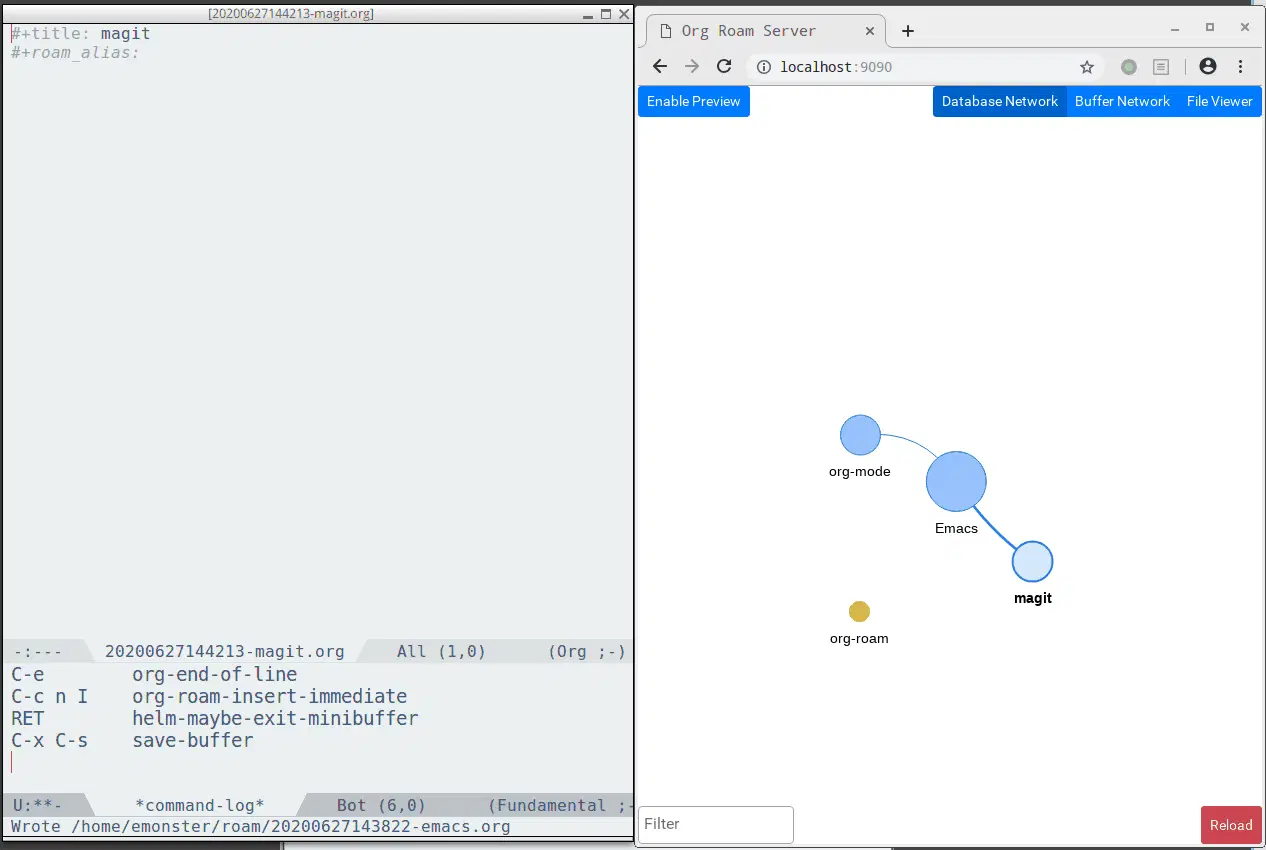 [20200627144213-magit.org]
#+title: magit
#+roam_alias:
-:--- 20200627144213-magit.org All (1,0) (Org ;-)
C-e org-end-of-line
C-c n I org-roam-insert-immediate
RET helm-maybe-exit-minibuffer
C-x C-s save-buffer
U:**- *command-log* Bot (6,0) (Fundamental ;-
Wrote /home/emonster/roam/20200627143822-emacs.org
Org Roam Server
localhost:9090
Enable Preview
Database Network Buffer Network File Viewer
org-mode
Emacs
magit
org-roam
Filter
Reload